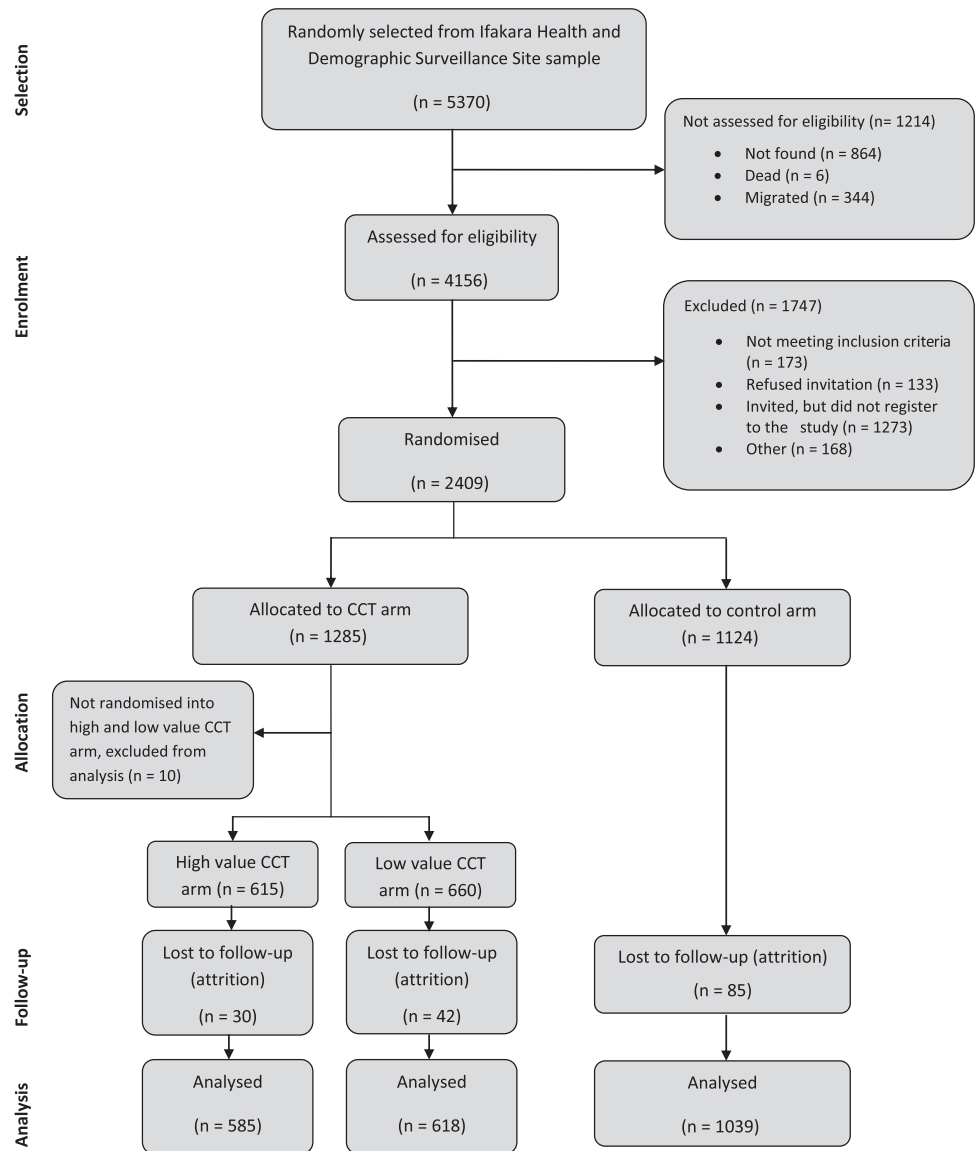 Selection
Randomly selected from Ifakara Health and
Demographic Surveillance Site sample
(n = 5370)
Not assessed for eligibility (n= 1214)
• Not found (n = 864)
• Dead (n = 6)
• Migrated (n = 344)
Enrolment
Assessed for eligibility
(n = 4156)
Excluded (n = 1747)
• Not meeting inclusion criteria
(n = 173)
• Refused invitation (n = 133)
• Invited, but did not register
to the study (n = 1273)
• Other (n = 168)
Randomised
(n = 2409)
Allocation
Allocated to CCT arm
(n = 1285)
Allocated to control arm
(n = 1124)
Not randomised into
high and low value CCT
arm, excluded from
analysis (n = 10)
High value CCT
arm (n = 615)
Low value CCT
arm (n = 660)
Follow-up
Lost to follow-up
(attrition)
(n = 30)
Lost to follow-up
(attrition)
(n = 42)
Lost to follow-up (attrition)
(n = 85)
Analysis
Analysed
(n = 585)
Analysed
(n = 618)
Analysed
(n = 1039)